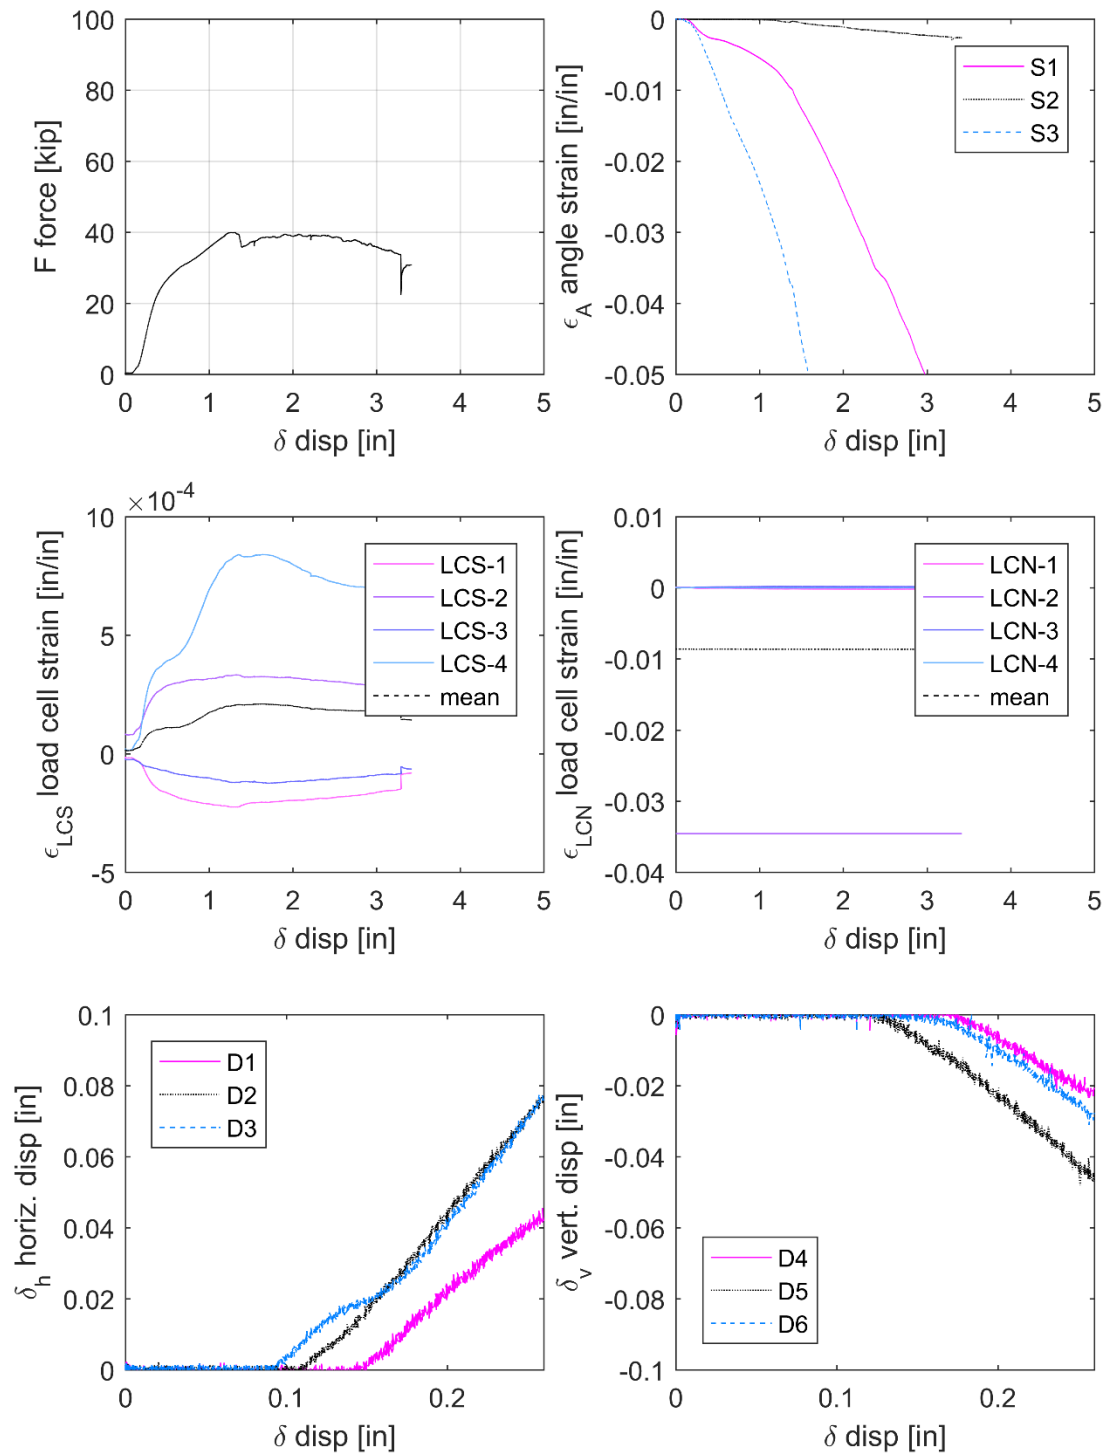 100
80
60
40
20
0
F force [kip]
0 1 2 3 4 5
δ disp [in]
0
-0.01
-0.02
-0.03
-0.04
-0.05
ϵ_A angle strain [in/in]
S1
S2
S3
0 1 2 3 4 5
δ disp [in]
×10^-4
10
5
0
-5
ϵ_LCS load cell strain [in/in]
LCS-1
LCS-2
LCS-3
LCS-4
mean
0 1 2 3 4 5
δ disp [in]
0.01
0
-0.01
-0.02
-0.03
-0.04
ϵ_LCN load cell strain [in/in]
LCN-1
LCN-2
LCN-3
LCN-4
mean
0 1 2 3 4 5
δ disp [in]
0.1
0.08
0.06
0.04
0.02
0
δ_h horiz. disp [in]
D1
D2
D3
0 0.1 0.2
δ disp [in]
0
-0.02
-0.04
-0.06
-0.08
-0.1
δ_v vert. disp [in]
D4
D5
D6
0 0.1 0.2
δ disp [in]